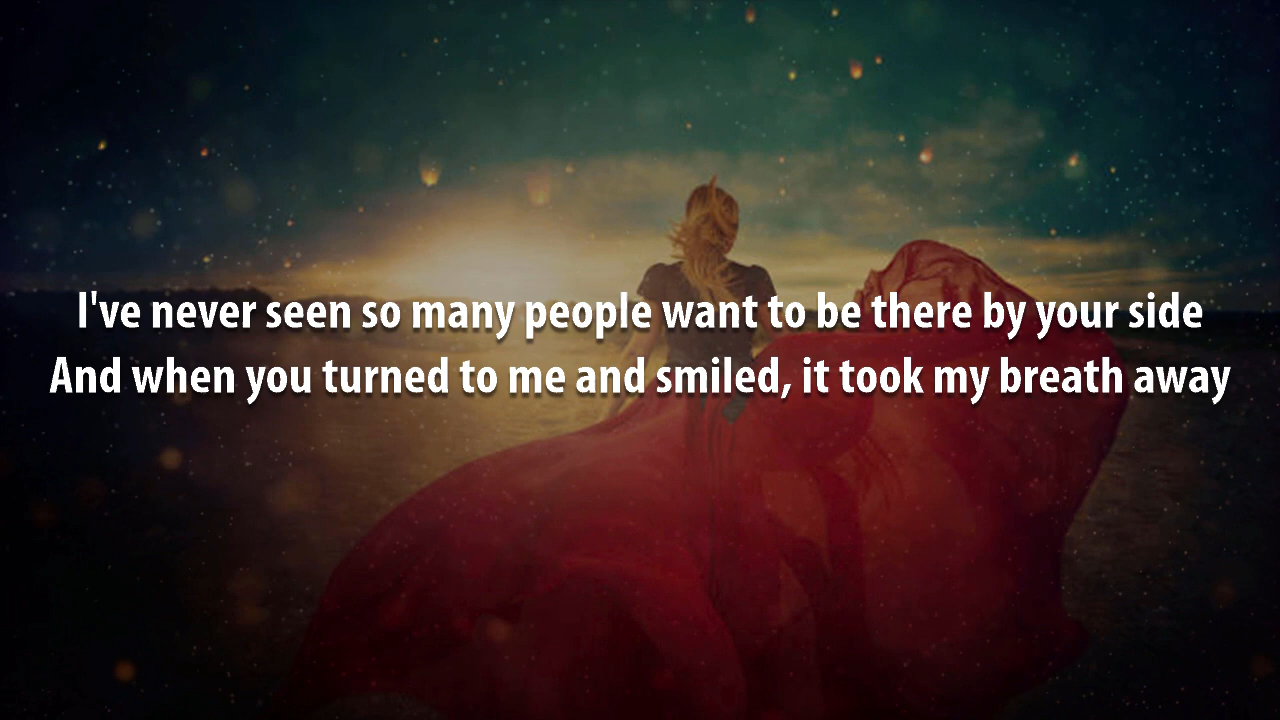 I've never seen so many people want to be there by your side
And when you turned to me and smiled, it took my breath away